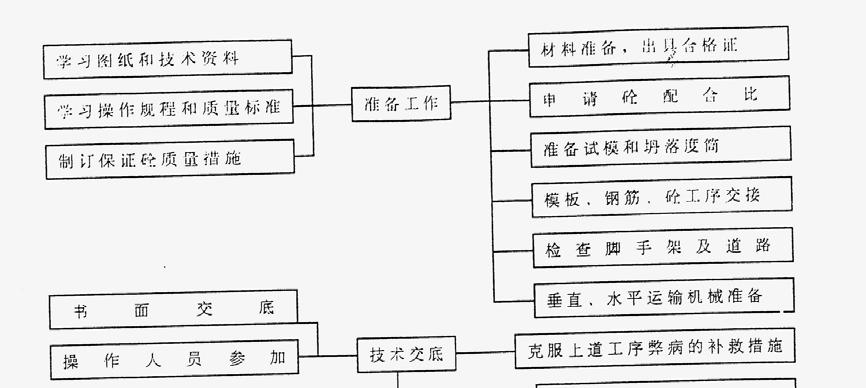 学习图纸和技术资料
学习操作规程和质量标准
制订保证砼质量措施
准备工作
材料准备，出具合格证
申请砼配合比
准备试模和坍落度筒
模板、钢筋、砼工序交接
检查脚手架及道路
垂直、水平运输机械准备
书面交底
操作人员参加
技术交底
克服上道工序弊病的补救措施